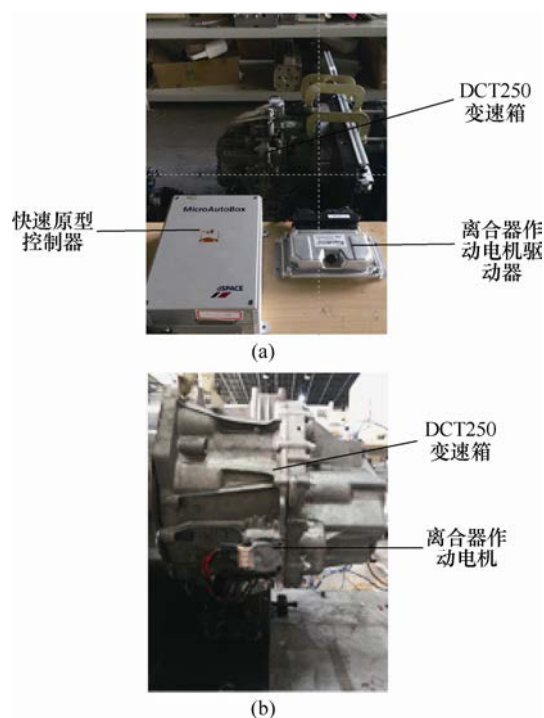 DCT250
变速箱
MicroAutoBox
快速原型
控制器
离合器作
动电机驱
动器
dSPACE
(a)
DCT250
变速箱
离合器作
动电机
(b)